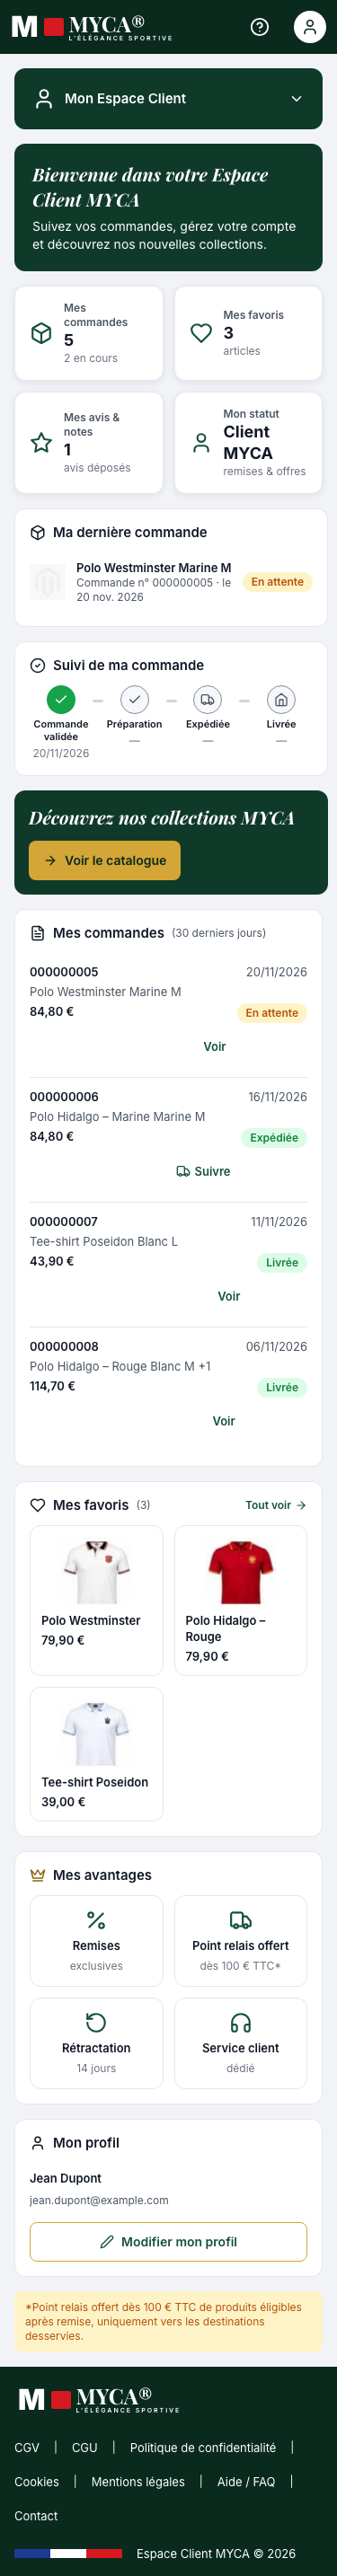 M MYCA®
L'ÉLÉGANCE SPORTIVE
Mon Espace Client
Bienvenue dans votre Espace
Client MYCA
Suivez vos commandes, gérez votre compte
et découvrez nos nouvelles collections.
Mes
commandes
5
2 en cours
Mes favoris
3
articles
Mes avis &
notes
1
avis déposés
Mon statut
Client
MYCA
remises & offres
Ma dernière commande
Polo Westminster Marine M
Commande n° 000000005 · le
20 nov. 2026
En attente
Suivi de ma commande
Commande
validée
20/11/2026
Préparation
—
Expédiée
—
Livrée
—
Découvrez nos collections MYCA
→ Voir le catalogue
Mes commandes (30 derniers jours)
000000005 20/11/2026
Polo Westminster Marine M
84,80 € En attente
Voir
000000006 16/11/2026
Polo Hidalgo – Marine Marine M
84,80 € Expédiée
Suivre
000000007 11/11/2026
Tee-shirt Poseidon Blanc L
43,90 € Livrée
Voir
000000008 06/11/2026
Polo Hidalgo – Rouge Blanc M +1
114,70 € Livrée
Voir
Mes favoris (3) Tout voir →
Polo Westminster
79,90 €
Polo Hidalgo –
Rouge
79,90 €
Tee-shirt Poseidon
39,00 €
Mes avantages
Remises
exclusives
Point relais offert
dès 100 € TTC*
Rétractation
14 jours
Service client
dédié
Mon profil
Jean Dupont
jean.dupont@example.com
Modifier mon profil
*Point relais offert dès 100 € TTC de produits éligibles
après remise, uniquement vers les destinations
desservies.
M MYCA®
L'ÉLÉGANCE SPORTIVE
CGV | CGU | Politique de confidentialité |
Cookies | Mentions légales | Aide / FAQ |
Contact
Espace Client MYCA © 2026